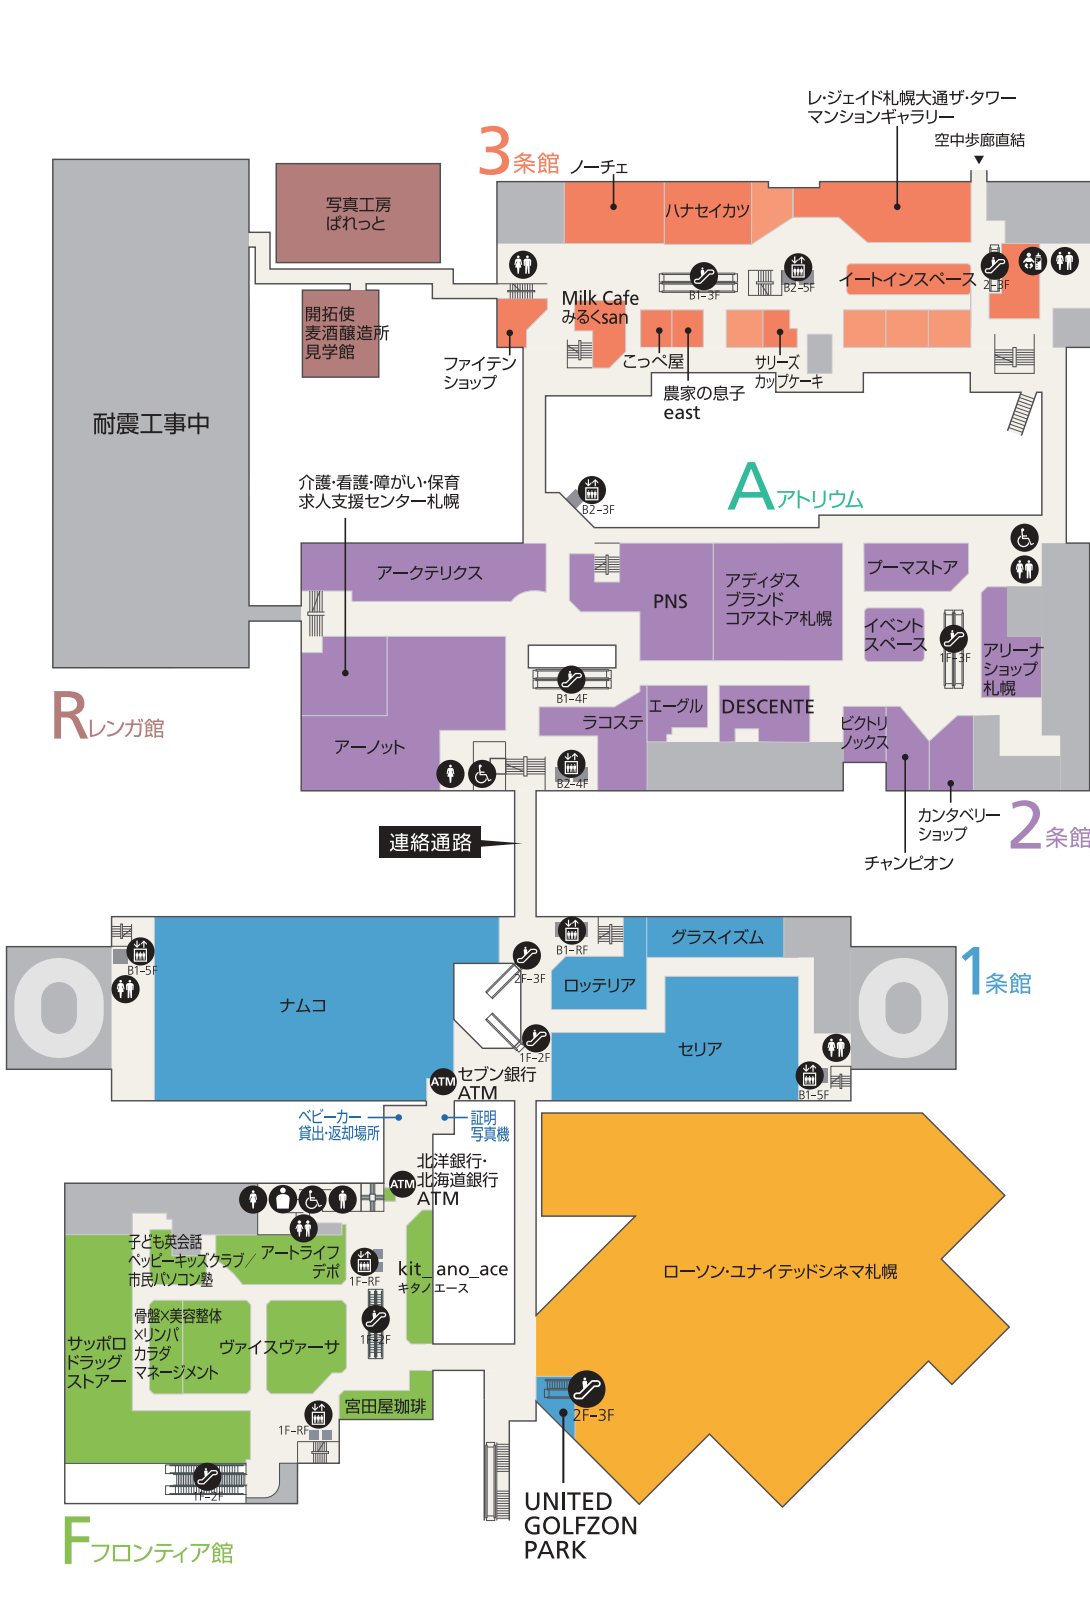 レ・ジェイド札幌大通ザ・タワー
マンションギャラリー
空中歩廊直結
3条館
ノーチェ
ハナセイカツ
写真工房
ぱれっと
開拓使
麦酒醸造所
見学館
耐震工事中
Milk Cafe
みるくsan
B1–3F
B2–5F
イートインスペース
2–3F
ファイテン
ショップ
こっぺ屋
農家の息子
east
サリーズ
カップケーキ
Aアトリウム
B2–3F
介護・看護・障がい・保育
求人支援センター札幌
アークテリクス
PNS
アディダス
ブランド
コアストア札幌
プーマストア
イベント
スペース
1F–3F
アリーナ
ショップ
札幌
Rレンガ館
B1–4F
アーノット
ラコステ
エーグル
DESCENTE
ビクトリ
ノックス
B2–4F
カンタベリー
ショップ
チャンピオン
2条館
連絡通路
B1–5F
ナムコ
2F–3F
B1–RF
グラスイズム
ロッテリア
1条館
1F–2F
セリア
B1–5F
ATM
セブン銀行
ATM
ベビーカー
貸出・返却場所
証明
写真機
北洋銀行・
北海道銀行
ATM
ATM
子ども英会話
ペッピーキッズクラブ／
市民パソコン塾
アートライフ
デポ
1F–RF
kit_ano_ace
キタノエース
ローソン・ユナイテッドシネマ札幌
骨盤×美容整体
×リンパ
カラダ
マネージメント
ヴァイスヴァーサ
1F–2F
サッポロ
ドラッグ
ストアー
宮田屋珈琲
1F–RF
2F–3F
1F–2F
UNITED
GOLFZON
PARK
Fフロンティア館